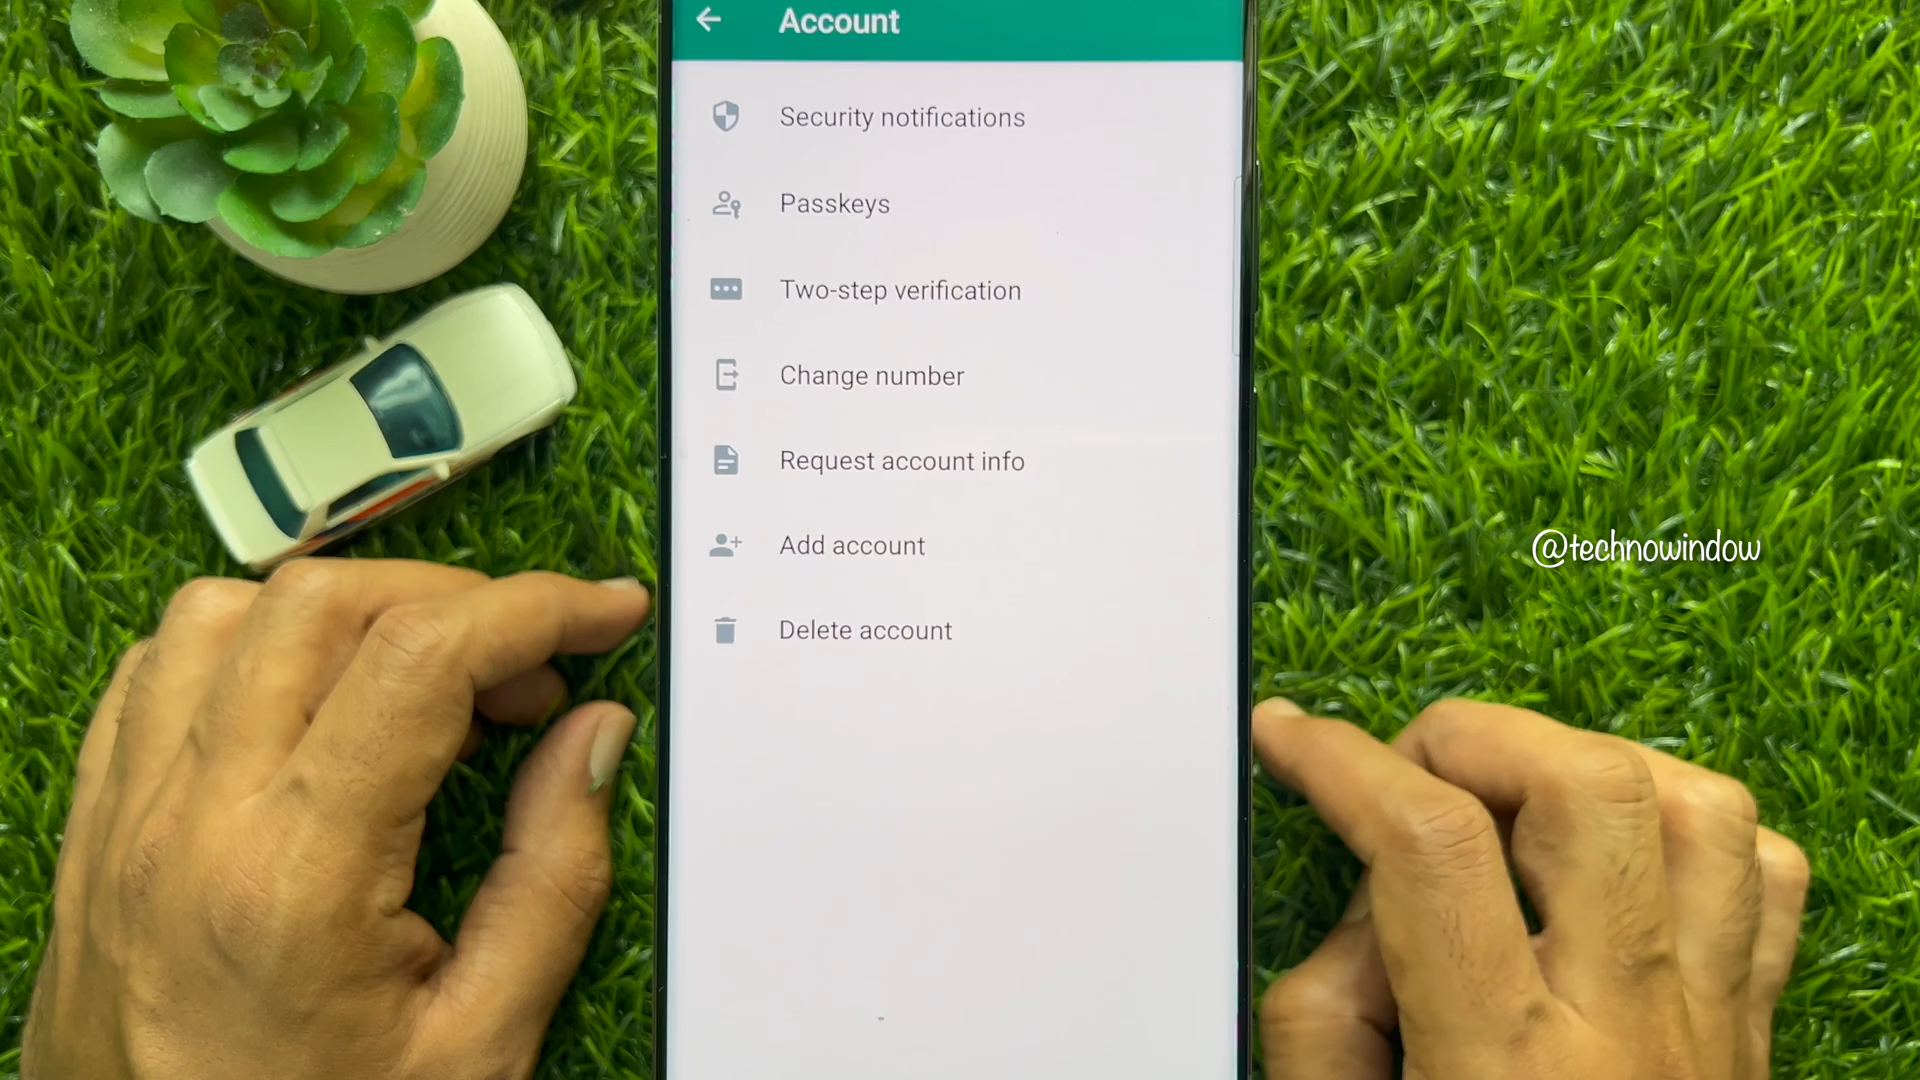 Account
Security notifications
Passkeys
Two-step verification
Change number
Request account info
Add account
Delete account
@technowindow